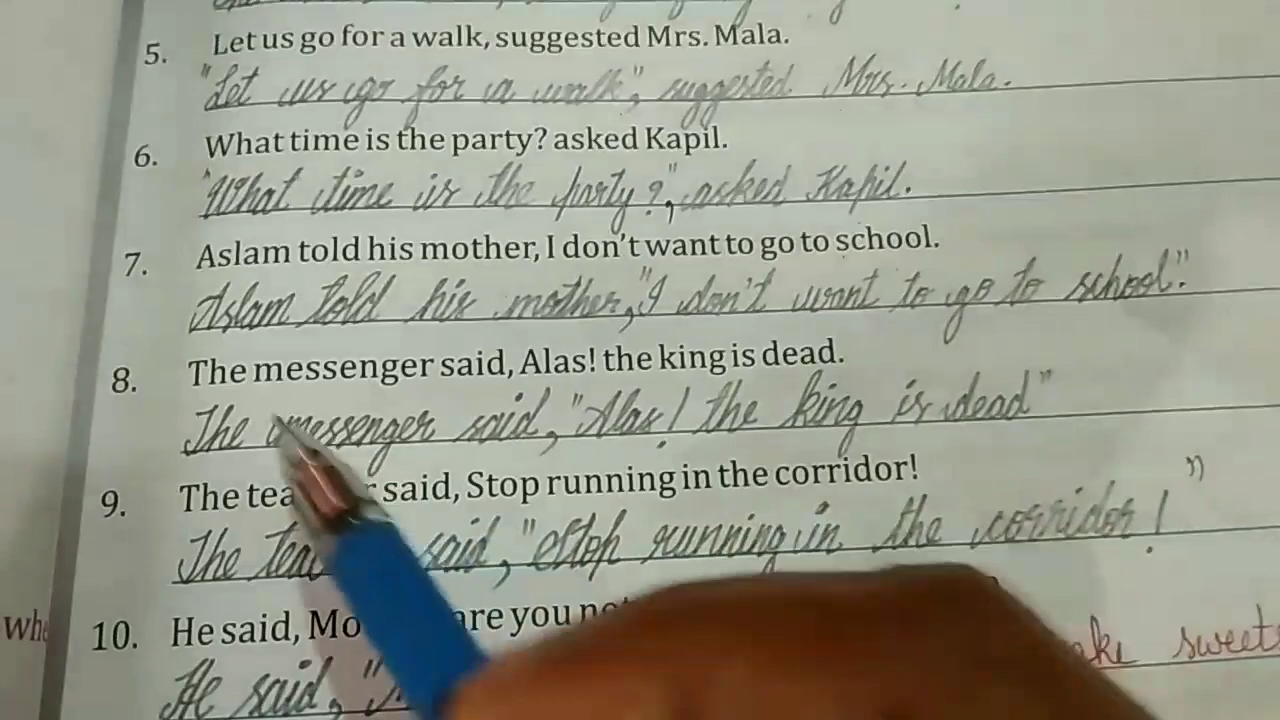 5. Let us go for a walk, suggested Mrs. Mala.
"Let us go for a walk", suggested Mrs. Mala.
6. What time is the party? asked Kapil.
"What time is the party?", asked Kapil.
7. Aslam told his mother, I don't want to go to school.
Aslam told his mother, "I don't want to go to school."
8. The messenger said, Alas! the king is dead.
The messenger said, "Alas! the king is dead"
9. The said, Stop running in the corridor!
The said, "Stop running in the corridor!"
10. He said, are you
sweets
He said, "